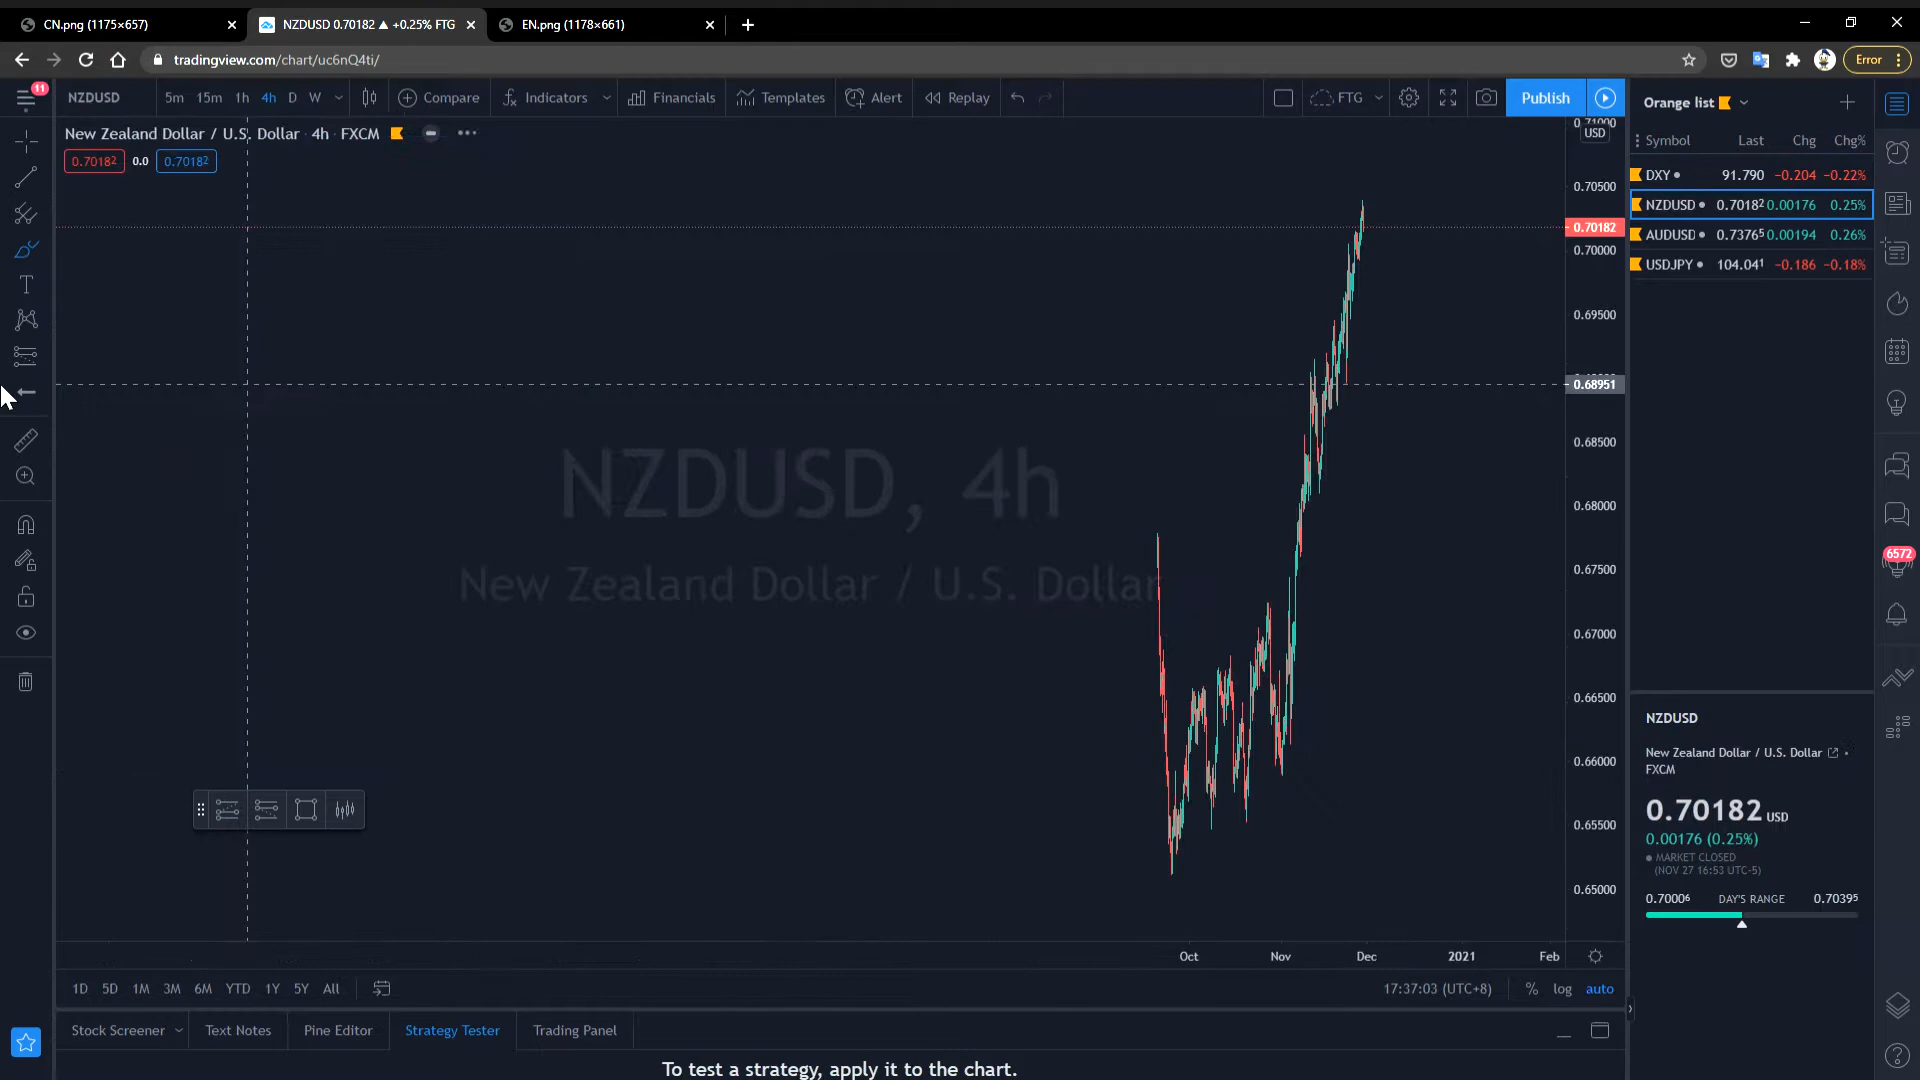 CN.png (1175×657)
NZDUSD 0.70182 ▲ +0.25% FTG
EN.png (1178×661)
tradingview.com/chart/uc6nQ4ti/
Error
11
NZDUSD 5m 15m 1h 4h D W Compare Indicators Financials Templates Alert Replay FTG Publish
New Zealand Dollar / U.S. Dollar · 4h · FXCM
0.70182 0.0 0.70182
Orange list
Symbol Last Chg Chg%
DXY 91.790 −0.204 −0.22%
NZDUSD 0.70182 0.00176 0.25%
AUDUSD 0.73765 0.00194 0.26%
USDJPY 104.041 −0.186 −0.18%
0.71000
USD
0.70500
0.70182
0.70000
0.69500
0.68951
0.68500
0.68000
0.67500
0.67000
0.66500
0.66000
0.65500
0.65000
NZDUSD, 4h
New Zealand Dollar / U.S. Dollar
6572
NZDUSD
New Zealand Dollar / U.S. Dollar
FXCM
0.70182 USD
0.00176 (0.25%)
MARKET CLOSED
(NOV 27 16:53 UTC-5)
0.70006 DAY'S RANGE 0.70395
Oct Nov Dec 2021 Feb
1D 5D 1M 3M 6M YTD 1Y 5Y All
17:37:03 (UTC+8) % log auto
Stock Screener Text Notes Pine Editor Strategy Tester Trading Panel
To test a strategy, apply it to the chart.